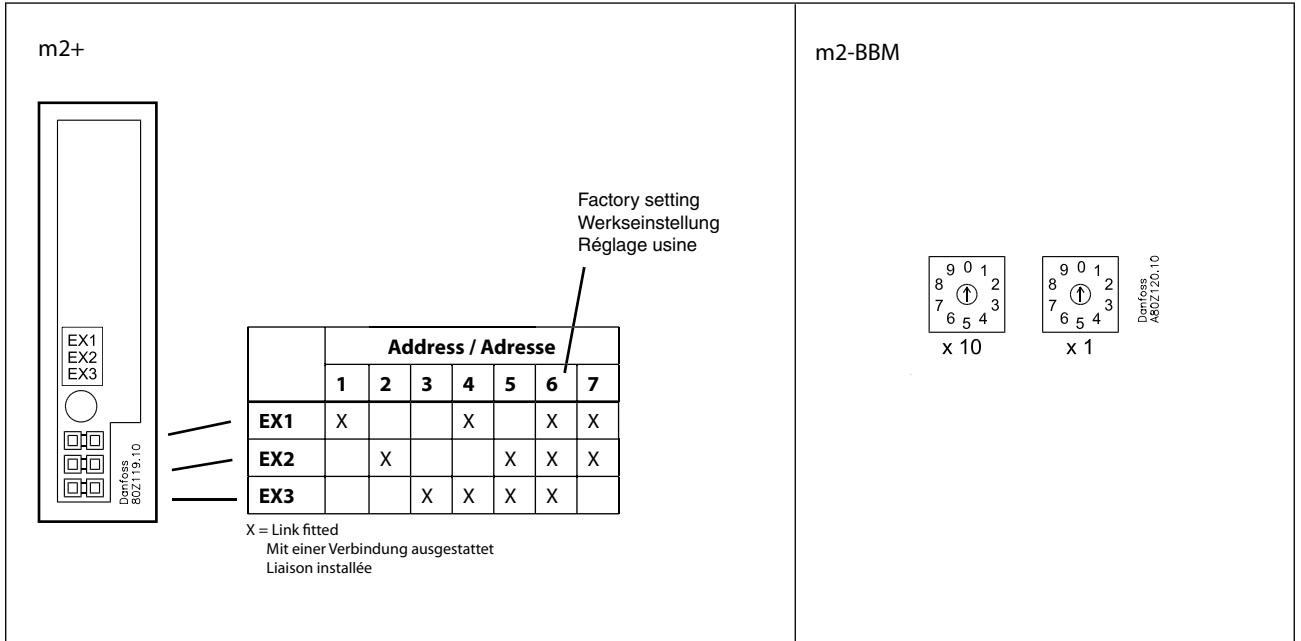 m2+
EX1
EX2
EX3
Danfoss
80Z119.10
Factory setting
Werkseinstellung
Réglage usine
Address / Adresse
1 2 3 4 5 6 7
EX1 X X X X
EX2 X X X X
EX3 X X X X
X = Link fitted
Mit einer Verbindung ausgestattet
Liaison installée
m2-BBM
9 0 1
8 2
7 3
6 5 4
x 10
9 0 1
8 2
7 3
6 5 4
x 1
Danfoss
A80Z120.10